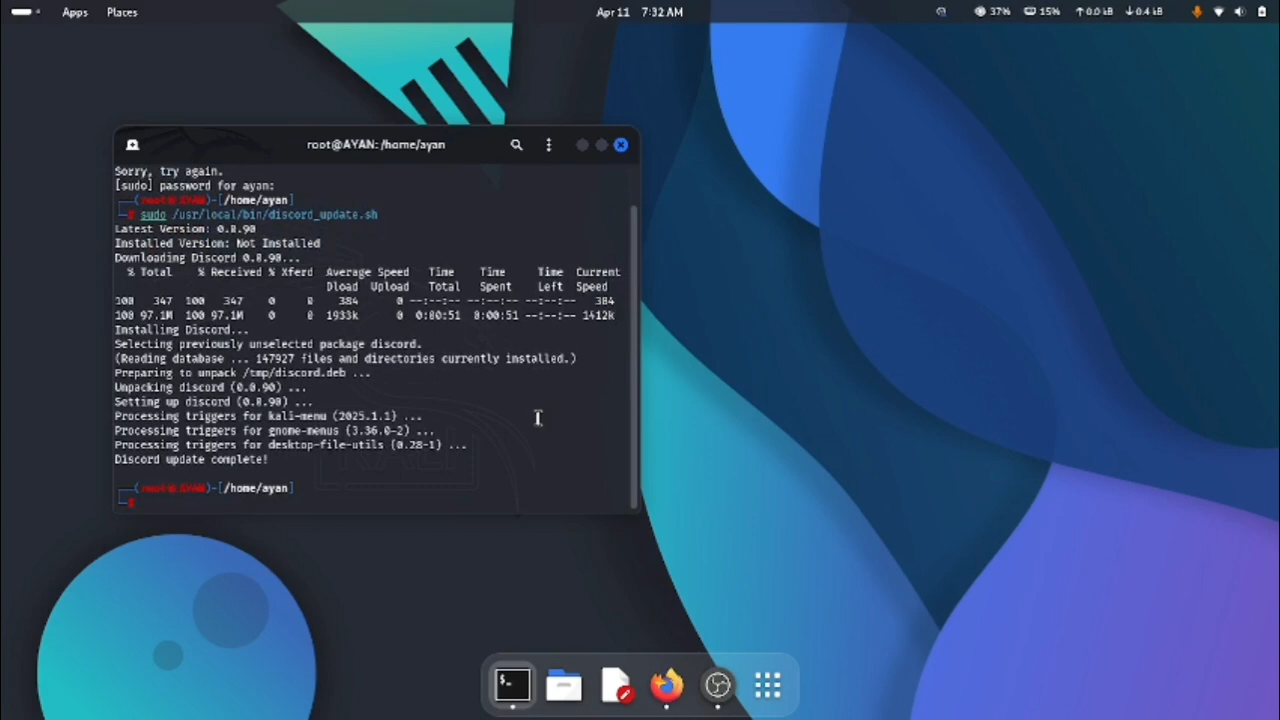 Apps Places Apr 11 7:32 AM 37% 15% ↑0.0 kB ↓0.4 kB
root@AYAN: /home/ayan
Sorry, try again.
[sudo] password for ayan:
┌──(root㉿AYAN)-[/home/ayan]
└─# sudo /usr/local/bin/discord_update.sh
Latest Version: 0.0.90
Installed Version: Not Installed
Downloading Discord 0.0.90...
% Total % Received % Xferd Average Speed Time Time Time Current
Dload Upload Total Spent Left Speed
100 347 100 347 0 0 384 0 --:--:-- --:--:-- --:--:-- 384
100 97.1M 100 97.1M 0 0 1933k 0 0:00:51 0:00:51 --:--:-- 1412k
Installing Discord...
Selecting previously unselected package discord.
(Reading database ... 147927 files and directories currently installed.)
Preparing to unpack /tmp/discord.deb ...
Unpacking discord (0.0.90) ...
Setting up discord (0.0.90) ...
Processing triggers for kali-menu (2025.1.1) ...
Processing triggers for gnome-menus (3.36.0-2) ...
Processing triggers for desktop-file-utils (0.28-1) ...
Discord update complete!
┌──(root㉿AYAN)-[/home/ayan]
└─#
$_